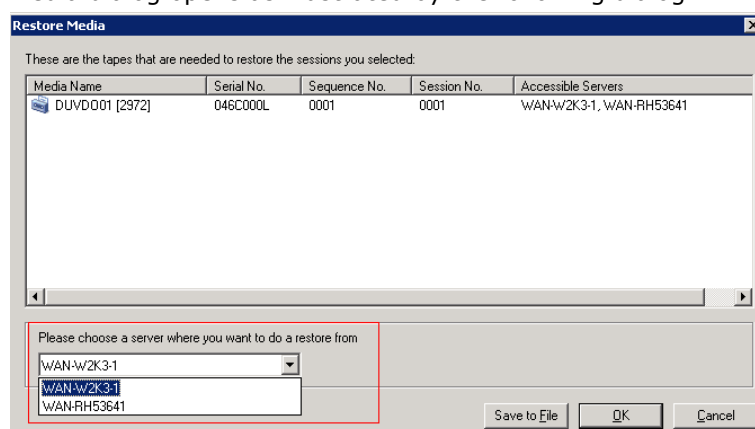 Restore Media
These are the tapes that are needed to restore the sessions you selected:
Media Name Serial No. Sequence No. Session No. Accessible Servers
DUVDO01 [2972] 046C000L 0001 0001 WAN-W2K3-1, WAN-RH53641
Please choose a server where you want to do a restore from
WAN-W2K3-1
WAN-W2K3-1
WAN-RH53641
Save to File OK Cancel